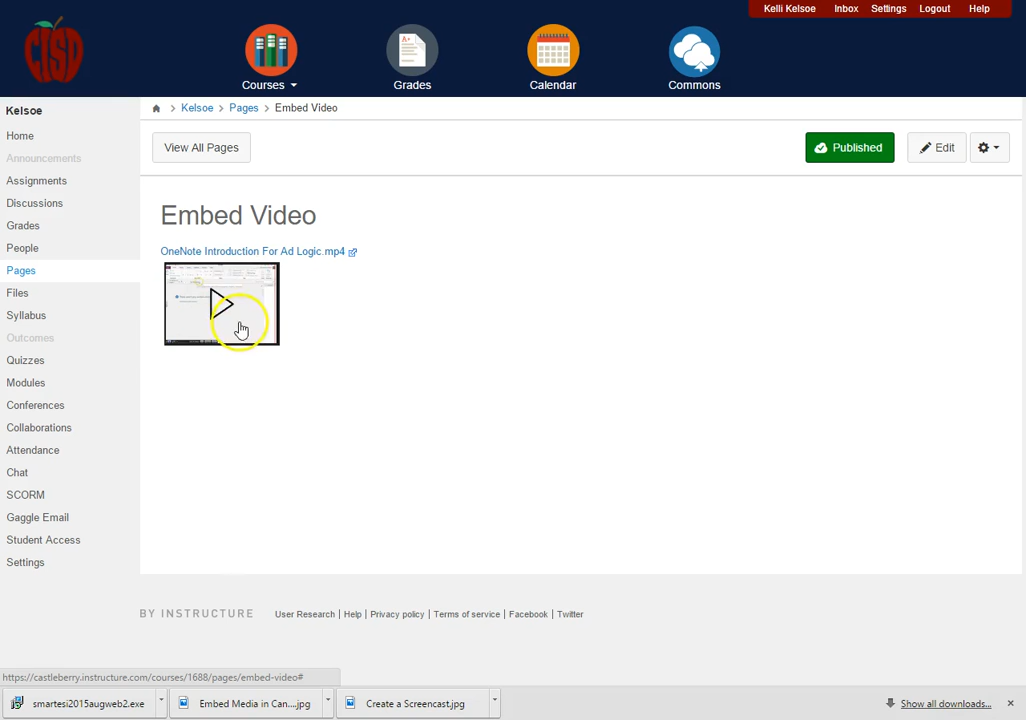 Kelli Kelsoe Inbox Settings Logout Help
CISD
Courses Grades Calendar Commons
Kelsoe
Kelsoe Pages Embed Video
Home
Announcements
Assignments
Discussions
Grades
People
Pages
Files
Syllabus
Outcomes
Quizzes
Modules
Conferences
Collaborations
Attendance
Chat
SCORM
Gaggle Email
Student Access
Settings
View All Pages Published Edit
Embed Video
OneNote Introduction For Ad Logic.mp4
BY INSTRUCTURE User Research | Help | Privacy policy | Terms of service | Facebook | Twitter
https://castleberry.instructure.com/courses/1688/pages/embed-video#
smartesi2015augweb2.exe Embed Media in Can....jpg Create a Screencast.jpg Show all downloads...